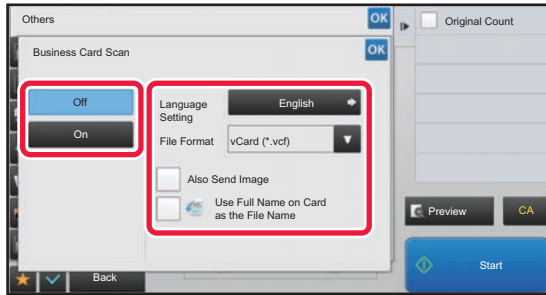 Others
OK
Original Count
Business Card Scan
OK
Off
On
Language
Setting
English
File Format
vCard (*.vcf)
Also Send Image
Use Full Name on Card
as the File Name
Preview
CA
Start
Back